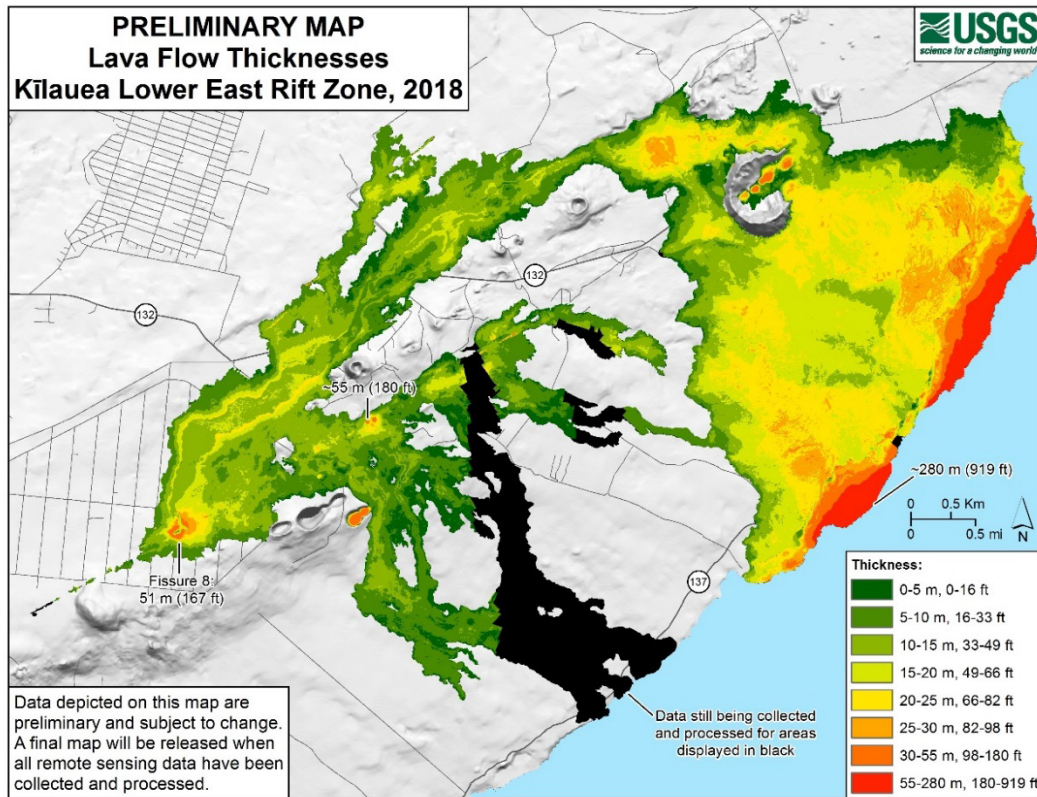 PRELIMINARY MAP
Lava Flow Thicknesses
Kīlauea Lower East Rift Zone, 2018
USGS
science for a changing world
132
132
~55 m (180 ft)
~280 m (919 ft)
0 0.5 Km
0 0.5 mi
N
Fissure 8:
51 m (167 ft)
137
Data still being collected
and processed for areas
displayed in black
Data depicted on this map are
preliminary and subject to change.
A final map will be released when
all remote sensing data have been
collected and processed.
Thickness:
0-5 m, 0-16 ft
5-10 m, 16-33 ft
10-15 m, 33-49 ft
15-20 m, 49-66 ft
20-25 m, 66-82 ft
25-30 m, 82-98 ft
30-55 m, 98-180 ft
55-280 m, 180-919 ft